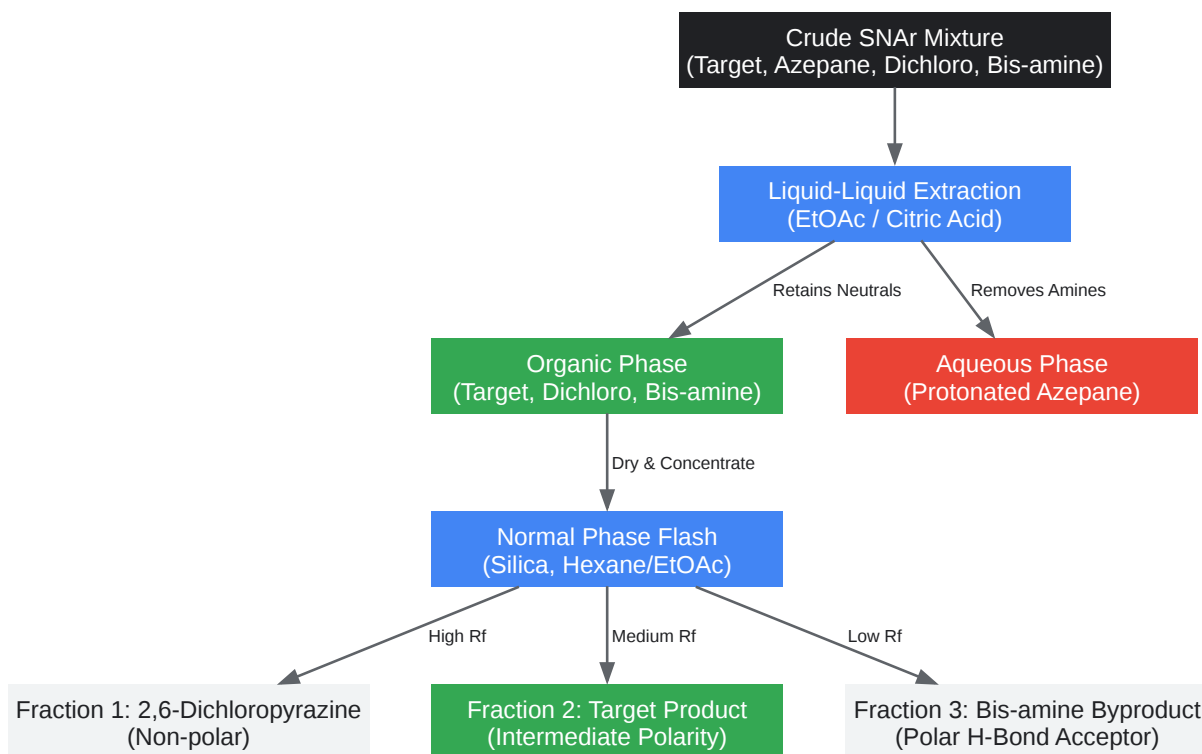 Crude SNAr Mixture
(Target, Azepane, Dichloro, Bis-amine)
Liquid-Liquid Extraction
(EtOAc / Citric Acid)
Retains Neutrals
Removes Amines
Organic Phase
(Target, Dichloro, Bis-amine)
Aqueous Phase
(Protonated Azepane)
Dry & Concentrate
Normal Phase Flash
(Silica, Hexane/EtOAc)
High Rf
Medium Rf
Low Rf
Fraction 1: 2,6-Dichloropyrazine
(Non-polar)
Fraction 2: Target Product
(Intermediate Polarity)
Fraction 3: Bis-amine Byproduct
(Polar H-Bond Acceptor)